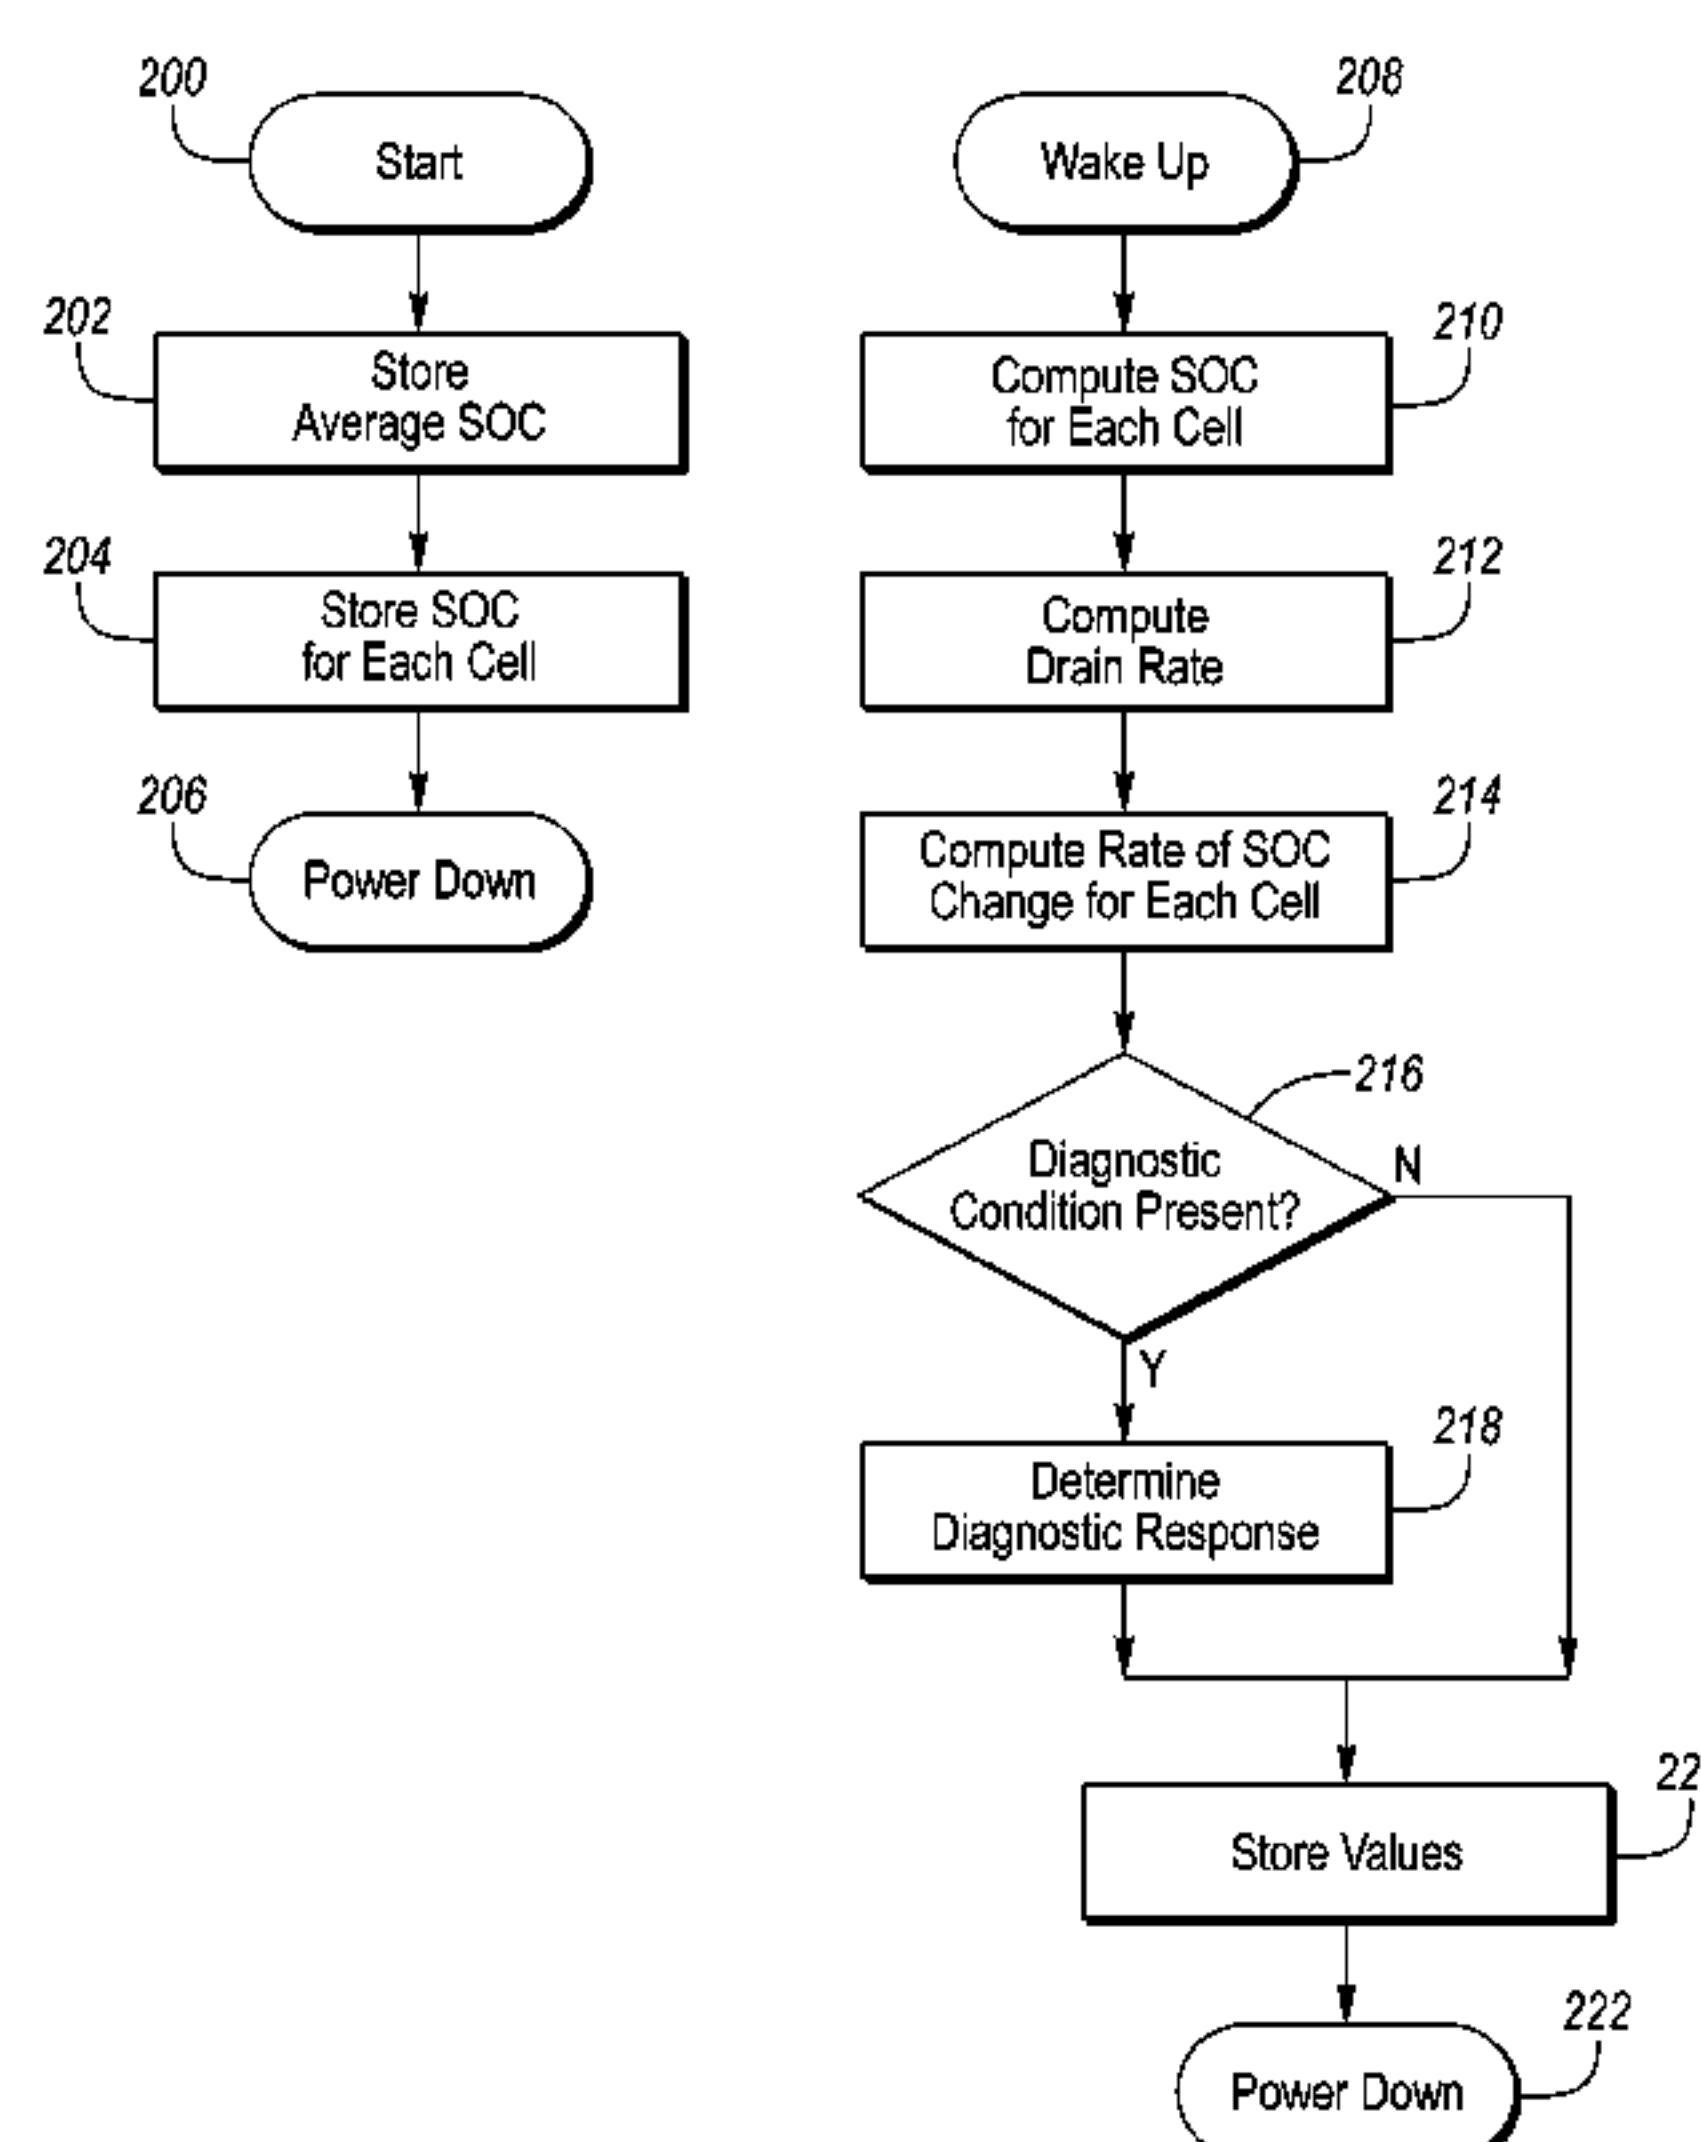 200
Start
202
Store
Average SOC
204
Store SOC
for Each Cell
206
Power Down
208
Wake Up
210
Compute SOC
for Each Cell
212
Compute
Drain Rate
214
Compute Rate of SOC
Change for Each Cell
216
Diagnostic
Condition Present?
N
Y
218
Determine
Diagnostic Response
22
Store Values
222
Power Down